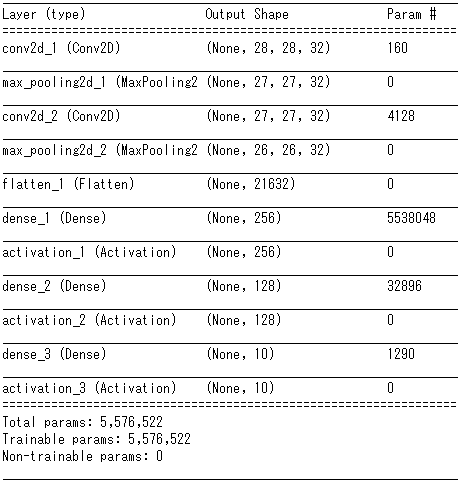 Layer (type) Output Shape Param #
=================================================================
conv2d_1 (Conv2D) (None, 28, 28, 32) 160
max_pooling2d_1 (MaxPooling2 (None, 27, 27, 32) 0
conv2d_2 (Conv2D) (None, 27, 27, 32) 4128
max_pooling2d_2 (MaxPooling2 (None, 26, 26, 32) 0
flatten_1 (Flatten) (None, 21632) 0
dense_1 (Dense) (None, 256) 5538048
activation_1 (Activation) (None, 256) 0
dense_2 (Dense) (None, 128) 32896
activation_2 (Activation) (None, 128) 0
dense_3 (Dense) (None, 10) 1290
activation_3 (Activation) (None, 10) 0
=================================================================
Total params: 5,576,522
Trainable params: 5,576,522
Non-trainable params: 0